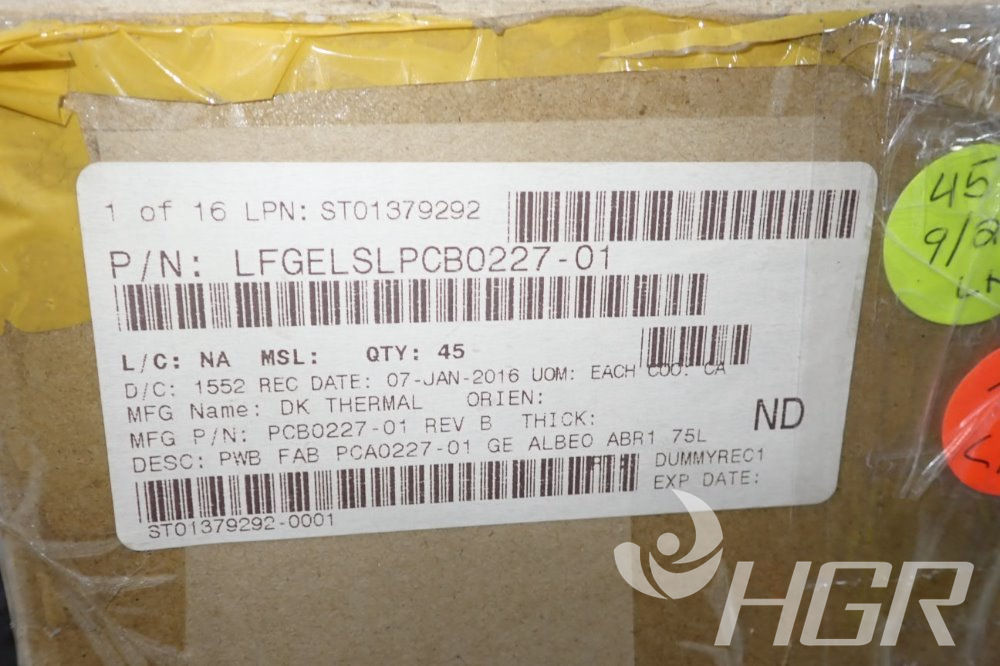 1 of 16 LPN: ST01379292
P/N: LFGELSLPCB0227-01
L/C: NA MSL: QTY: 45
D/C: 1552 REC DATE: 07-JAN-2016 UOM: EACH COO: CA
MFG Name: DK THERMAL ORIEN:
MFG P/N: PCB0227-01 REV B THICK:
ND
DESC: PWB FAB PCA0227-01 GE ALBEO ABR1 75L
DUMMYREC1
EXP DATE:
ST01379292-0001
45
9/2
HGR